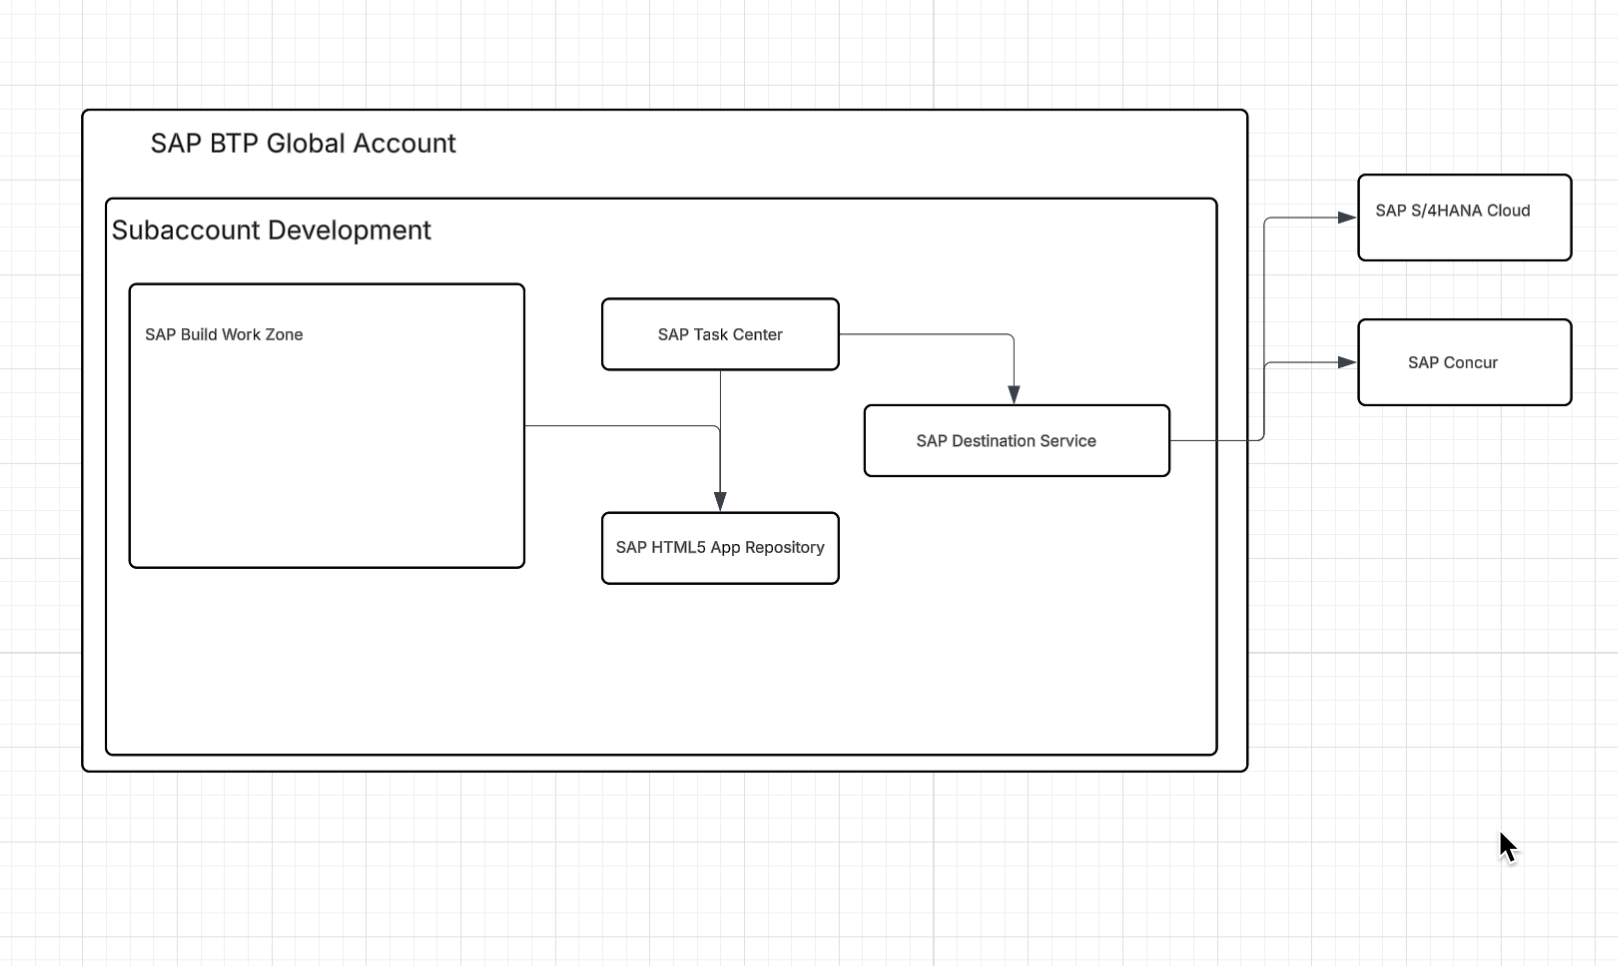 SAP BTP Global Account
Subaccount Development
SAP Build Work Zone
SAP Task Center
SAP Destination Service
SAP HTML5 App Repository
SAP S/4HANA Cloud
SAP Concur